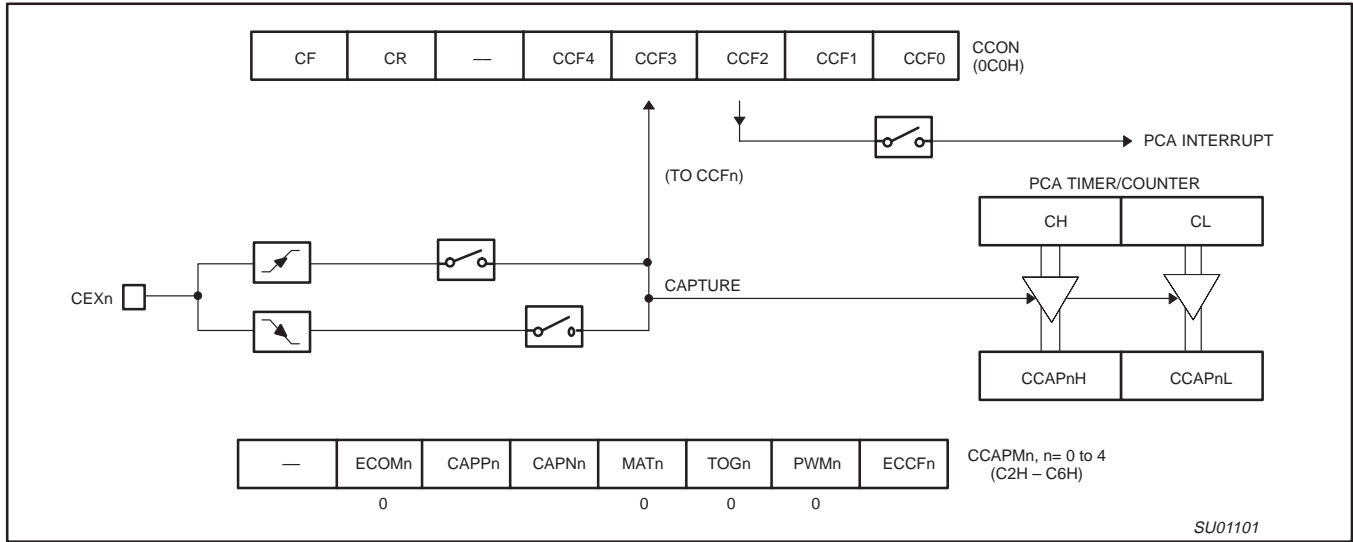 CF CR — CCF4 CCF3 CCF2 CCF1 CCF0
CCON
(0C0H)
PCA INTERRUPT
(TO CCFn)
PCA TIMER/COUNTER
CH CL
CEXn
CAPTURE
CCAPnH CCAPnL
— ECOMn CAPPn CAPNn MATn TOGn PWMn ECCFn
CCAPMn, n= 0 to 4
(C2H – C6H)
0 0 0 0
SU01101